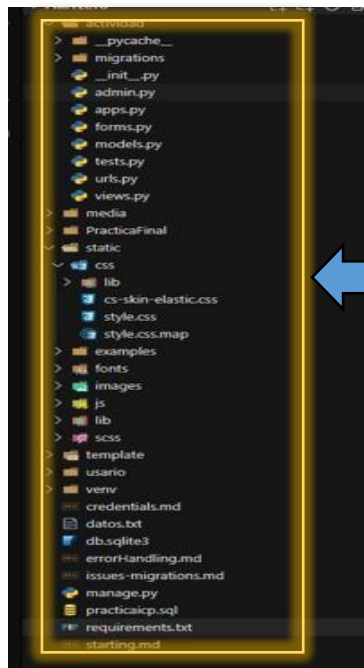 actividad
__pycache__
migrations
__init__.py
admin.py
apps.py
forms.py
models.py
tests.py
urls.py
views.py
media
PracticaFinal
static
css
lib
cs-skin-elastic.css
style.css
style.css.map
examples
fonts
images
js
lib
scss
template
usario
venv
credentials.md
datos.txt
db.sqlite3
errorHandling.md
issues-migrations.md
manage.py
practicaicp.sql
requirements.txt
starting.md